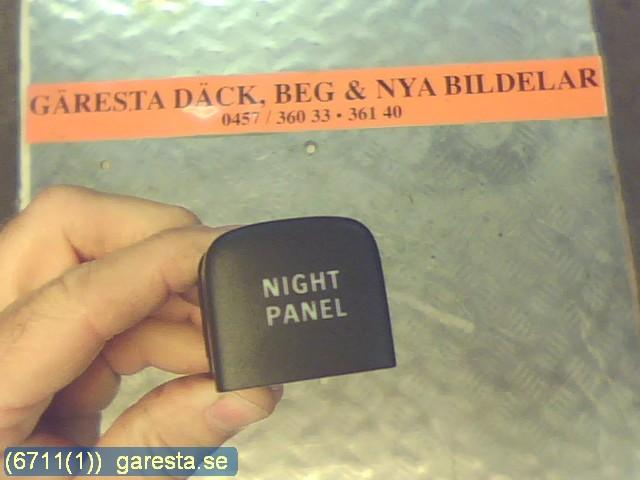 GÄRESTA DÄCK, BEG & NYA BILDELAR
0457 / 360 33 • 361 40
NIGHT
PANEL
(6711(1)) garesta.se